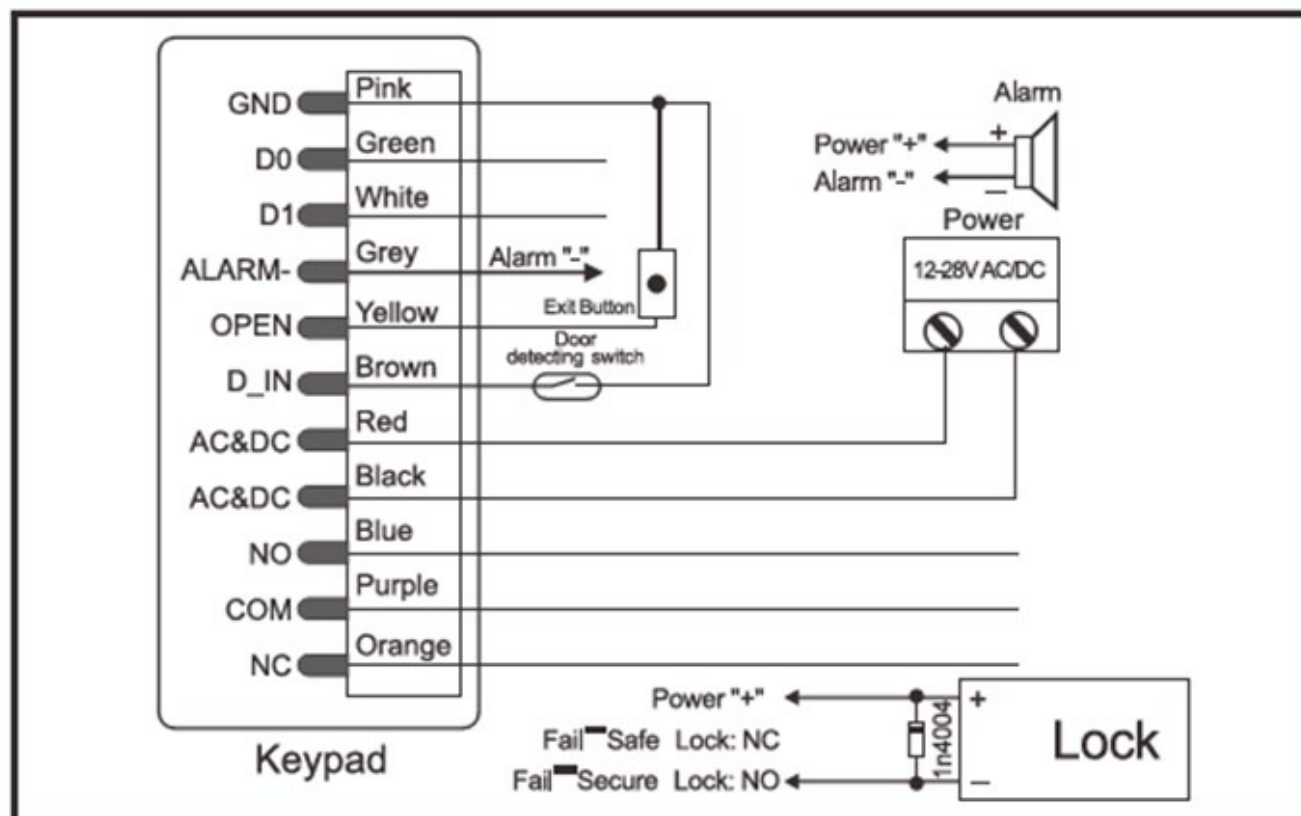 GND Pink
D0 Green
D1 White
ALARM- Grey Alarm "-"
OPEN Yellow Exit Button
Door
detecting switch
D_IN Brown
AC&DC Red
AC&DC Black
NO Blue
COM Purple
NC Orange
Keypad
Alarm
Power "+" +
Alarm "-" —
Power
12-28V AC/DC
Power "+" +
Fail-Safe Lock: NC
Fail-Secure Lock: NO —
1n4004
Lock